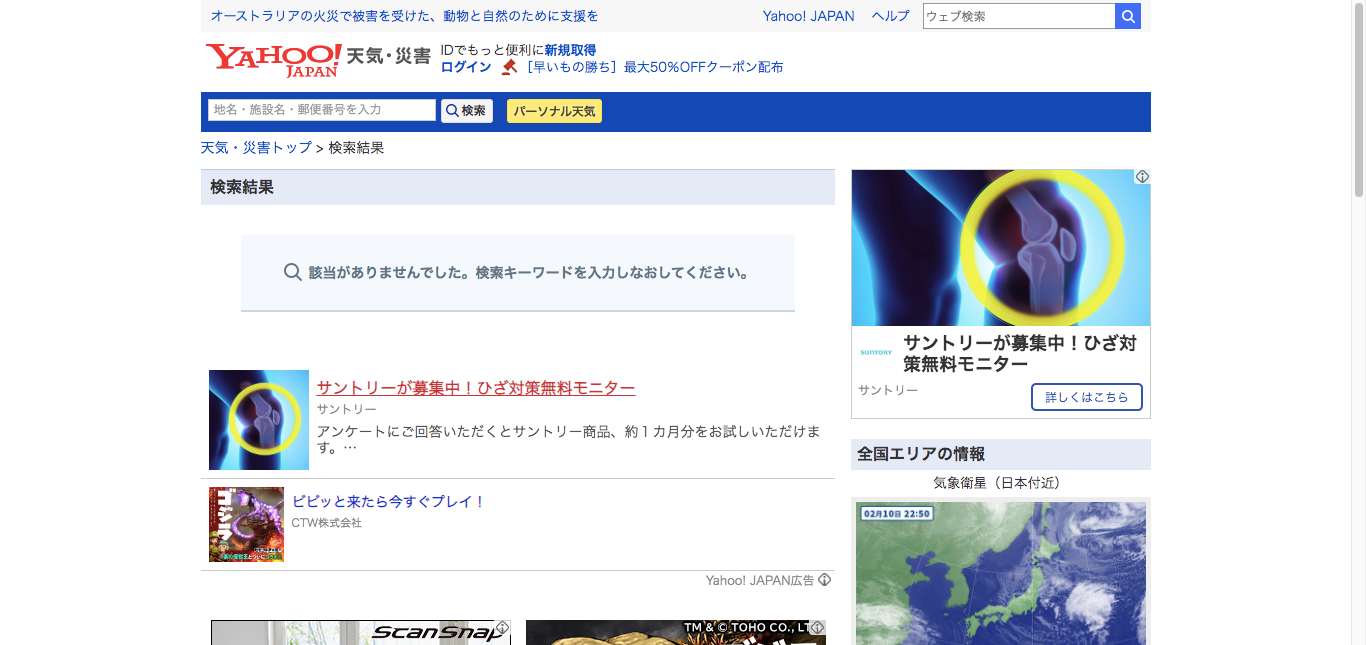 オーストラリアの火災で被害を受けた、動物と自然のために支援を
Yahoo! JAPAN ヘルプ ウェブ検索
YAHOO! JAPAN 天気・災害
IDでもっと便利に新規取得
ログイン [早いもの勝ち] 最大50%OFFクーポン配布
地名・施設名・郵便番号を入力 検索 パーソナル天気
天気・災害トップ > 検索結果
検索結果
該当がありませんでした。検索キーワードを入力しなおしてください。
サントリーが募集中！ひざ対策無料モニター
サントリー
アンケートにご回答いただくとサントリー商品、約１カ月分をお試しいただけま
す。…
ビビッと来たら今すぐプレイ！
CTW株式会社
Yahoo! JAPAN広告
ScanSnap
TM & © TOHO CO., LT
SUNTORY
サントリーが募集中！ひざ対
策無料モニター
サントリー
詳しくはこちら
全国エリアの情報
気象衛星（日本付近）
02月10日 22:50